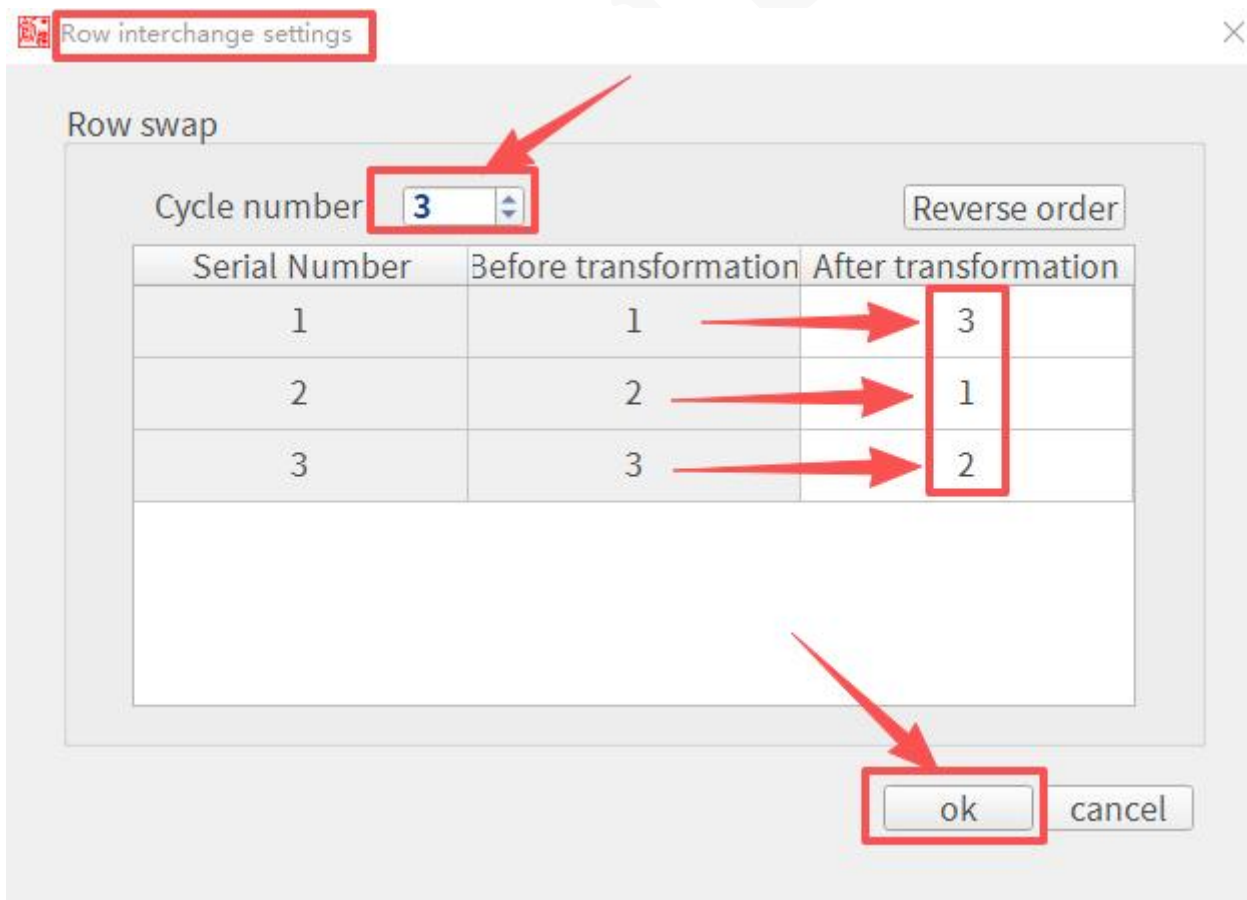 Row interchange settings
Row swap
Cycle number 3 Reverse order
Serial Number Before transformation After transformation
1 1 3
2 2 1
3 3 2
ok cancel